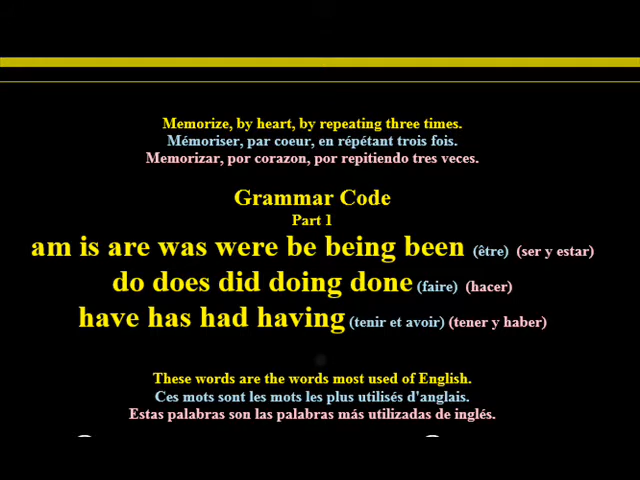 Memorize, by heart, by repeating three times.
Mémoriser, par coeur, en répétant trois fois.
Memorizar, por corazon, por repitiendo tres veces.
Grammar Code
Part 1
am is are was were be being been (être) (ser y estar)
do does did doing done (faire) (hacer)
have has had having (tenir et avoir) (tener y haber)
These words are the words most used of English.
Ces mots sont les mots les plus utilisés d'anglais.
Estas palabras son las palabras más utilizadas de inglés.